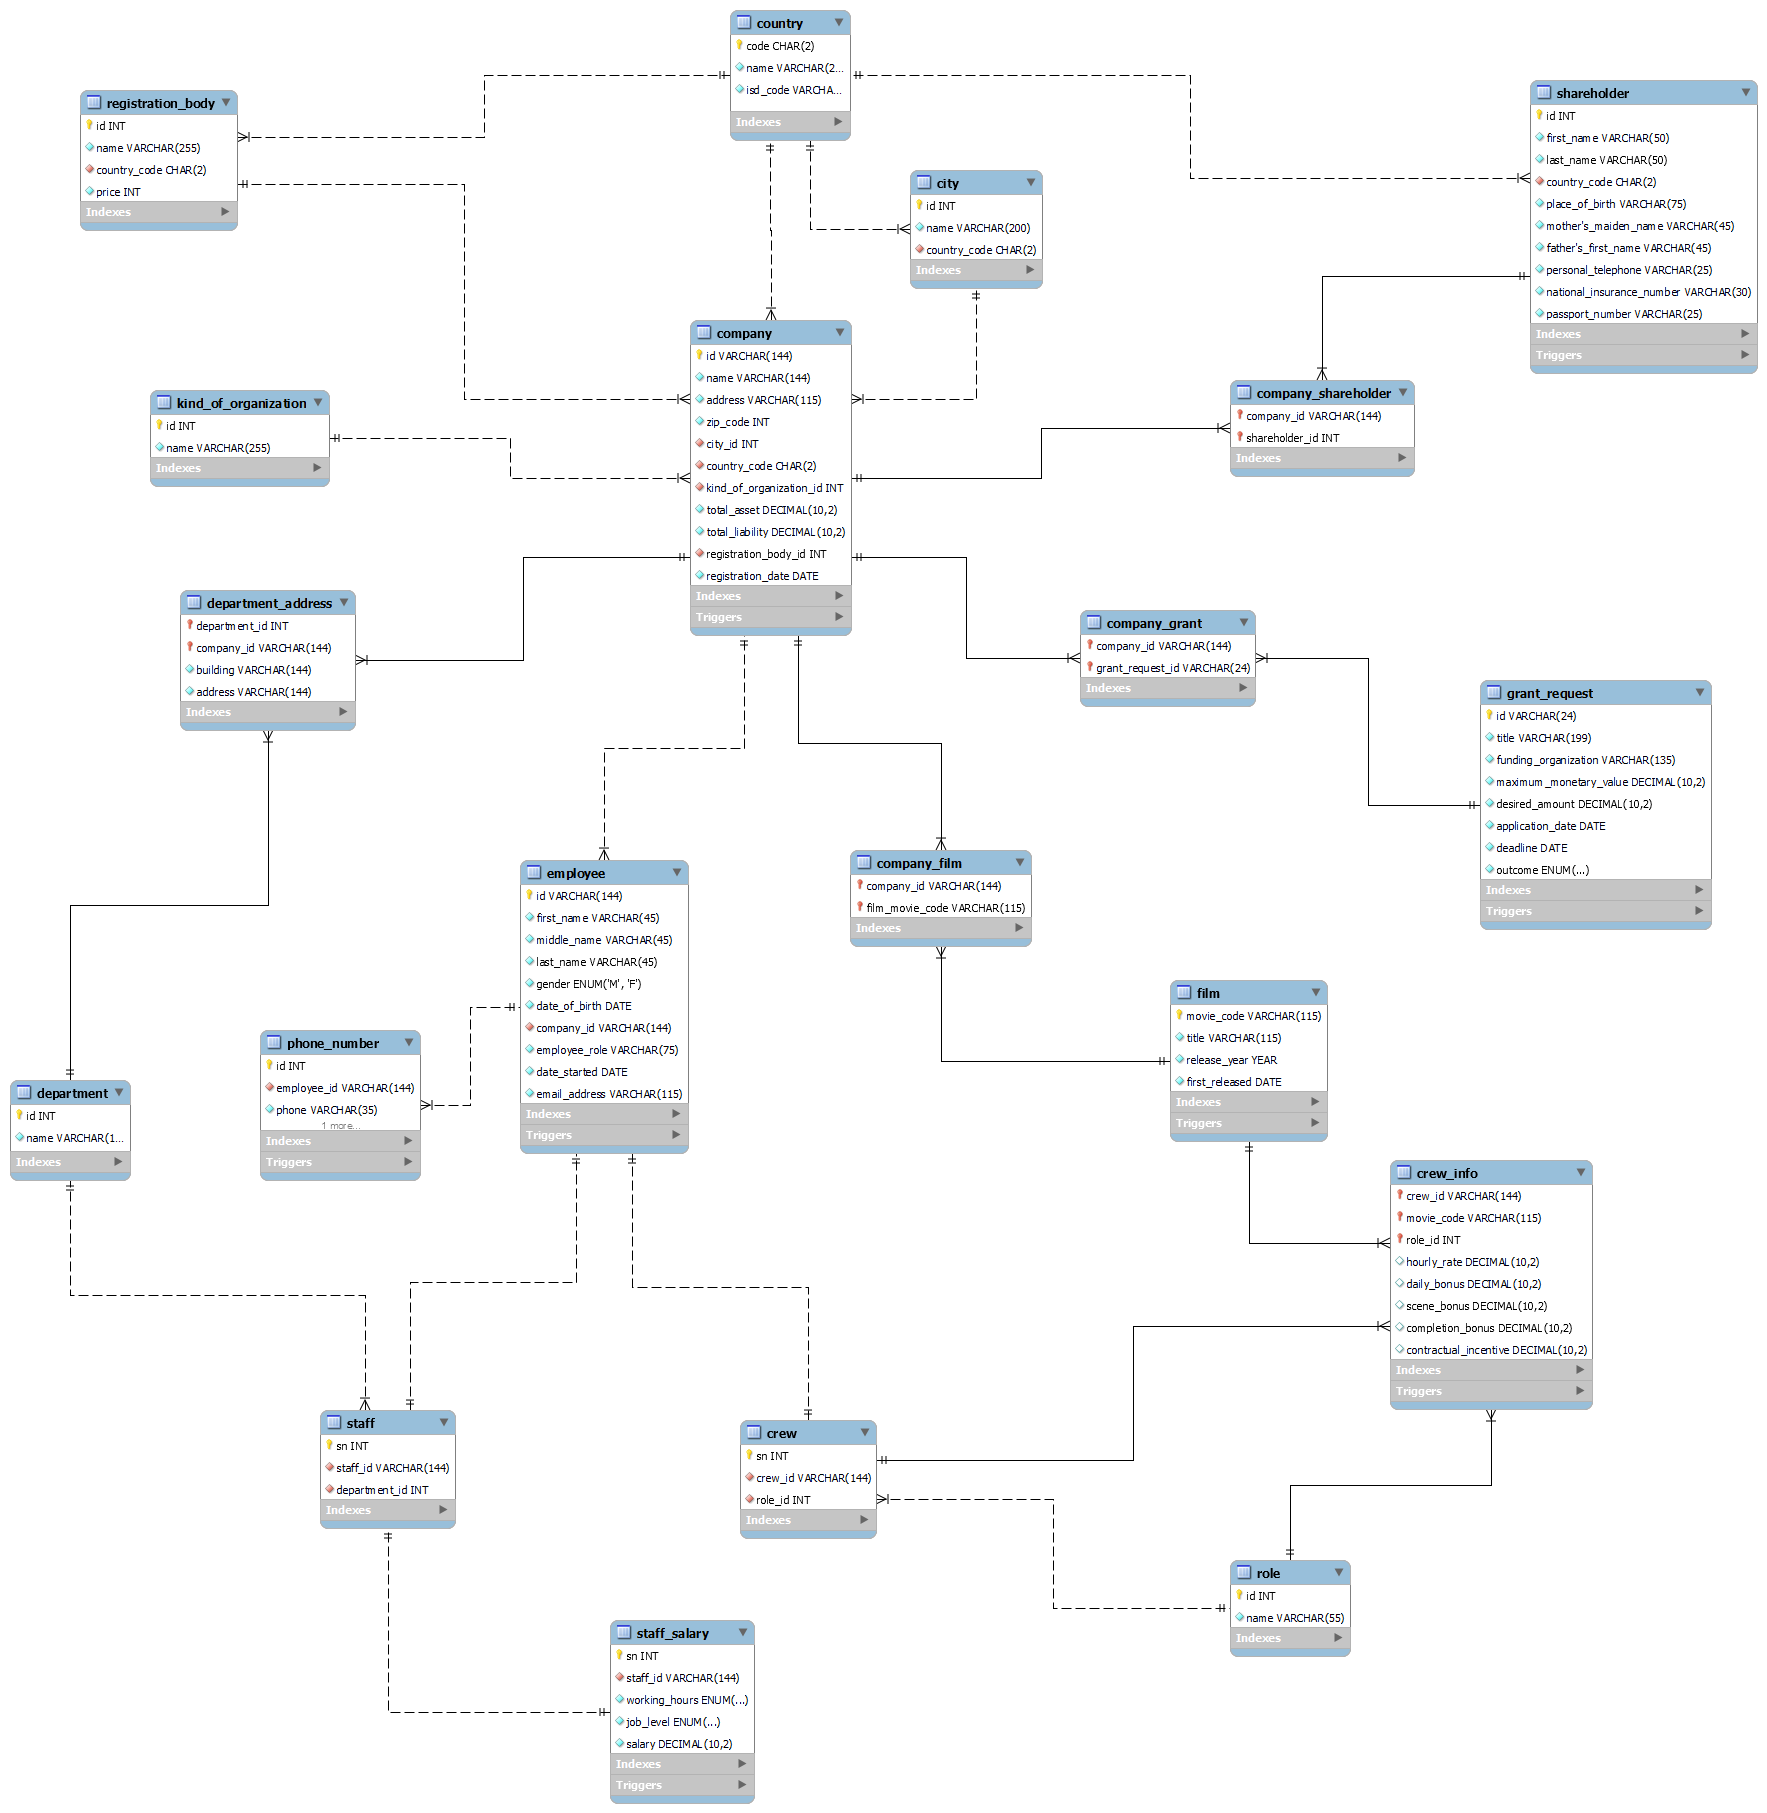 country
code CHAR(2)
name VARCHAR(2...
isd_code VARCHA...
Indexes
registration_body
id INT
name VARCHAR(255)
country_code CHAR(2)
price INT
Indexes
shareholder
id INT
first_name VARCHAR(50)
last_name VARCHAR(50)
country_code CHAR(2)
place_of_birth VARCHAR(75)
mother's_maiden_name VARCHAR(45)
father's_first_name VARCHAR(45)
personal_telephone VARCHAR(25)
national_insurance_number VARCHAR(30)
passport_number VARCHAR(25)
Indexes
Triggers
city
id INT
name VARCHAR(200)
country_code CHAR(2)
Indexes
company
id VARCHAR(144)
name VARCHAR(144)
address VARCHAR(115)
zip_code INT
city_id INT
country_code CHAR(2)
kind_of_organization_id INT
total_asset DECIMAL(10,2)
total_liability DECIMAL(10,2)
registration_body_id INT
registration_date DATE
Indexes
Triggers
kind_of_organization
id INT
name VARCHAR(255)
Indexes
company_shareholder
company_id VARCHAR(144)
shareholder_id INT
Indexes
department_address
department_id INT
company_id VARCHAR(144)
building VARCHAR(144)
address VARCHAR(144)
Indexes
company_grant
company_id VARCHAR(144)
grant_request_id VARCHAR(24)
Indexes
grant_request
id VARCHAR(24)
title VARCHAR(199)
funding_organization VARCHAR(135)
maximum_monetary_value DECIMAL(10,2)
desired_amount DECIMAL(10,2)
application_date DATE
deadline DATE
outcome ENUM(...)
Indexes
Triggers
employee
id VARCHAR(144)
first_name VARCHAR(45)
middle_name VARCHAR(45)
last_name VARCHAR(45)
gender ENUM('M', 'F')
date_of_birth DATE
company_id VARCHAR(144)
employee_role VARCHAR(75)
date_started DATE
email_address VARCHAR(115)
Indexes
Triggers
company_film
company_id VARCHAR(144)
film_movie_code VARCHAR(115)
Indexes
film
movie_code VARCHAR(115)
title VARCHAR(115)
release_year YEAR
first_released DATE
Indexes
Triggers
phone_number
id INT
employee_id VARCHAR(144)
phone VARCHAR(35)
1 more...
Indexes
Triggers
department
id INT
name VARCHAR(1...
Indexes
crew_info
crew_id VARCHAR(144)
movie_code VARCHAR(115)
role_id INT
hourly_rate DECIMAL(10,2)
daily_bonus DECIMAL(10,2)
scene_bonus DECIMAL(10,2)
completion_bonus DECIMAL(10,2)
contractual_incentive DECIMAL(10,2)
Indexes
Triggers
staff
sn INT
staff_id VARCHAR(144)
department_id INT
Indexes
crew
sn INT
crew_id VARCHAR(144)
role_id INT
Indexes
role
id INT
name VARCHAR(55)
Indexes
staff_salary
sn INT
staff_id VARCHAR(144)
working_hours ENUM(...)
job_level ENUM(...)
salary DECIMAL(10,2)
Indexes
Triggers